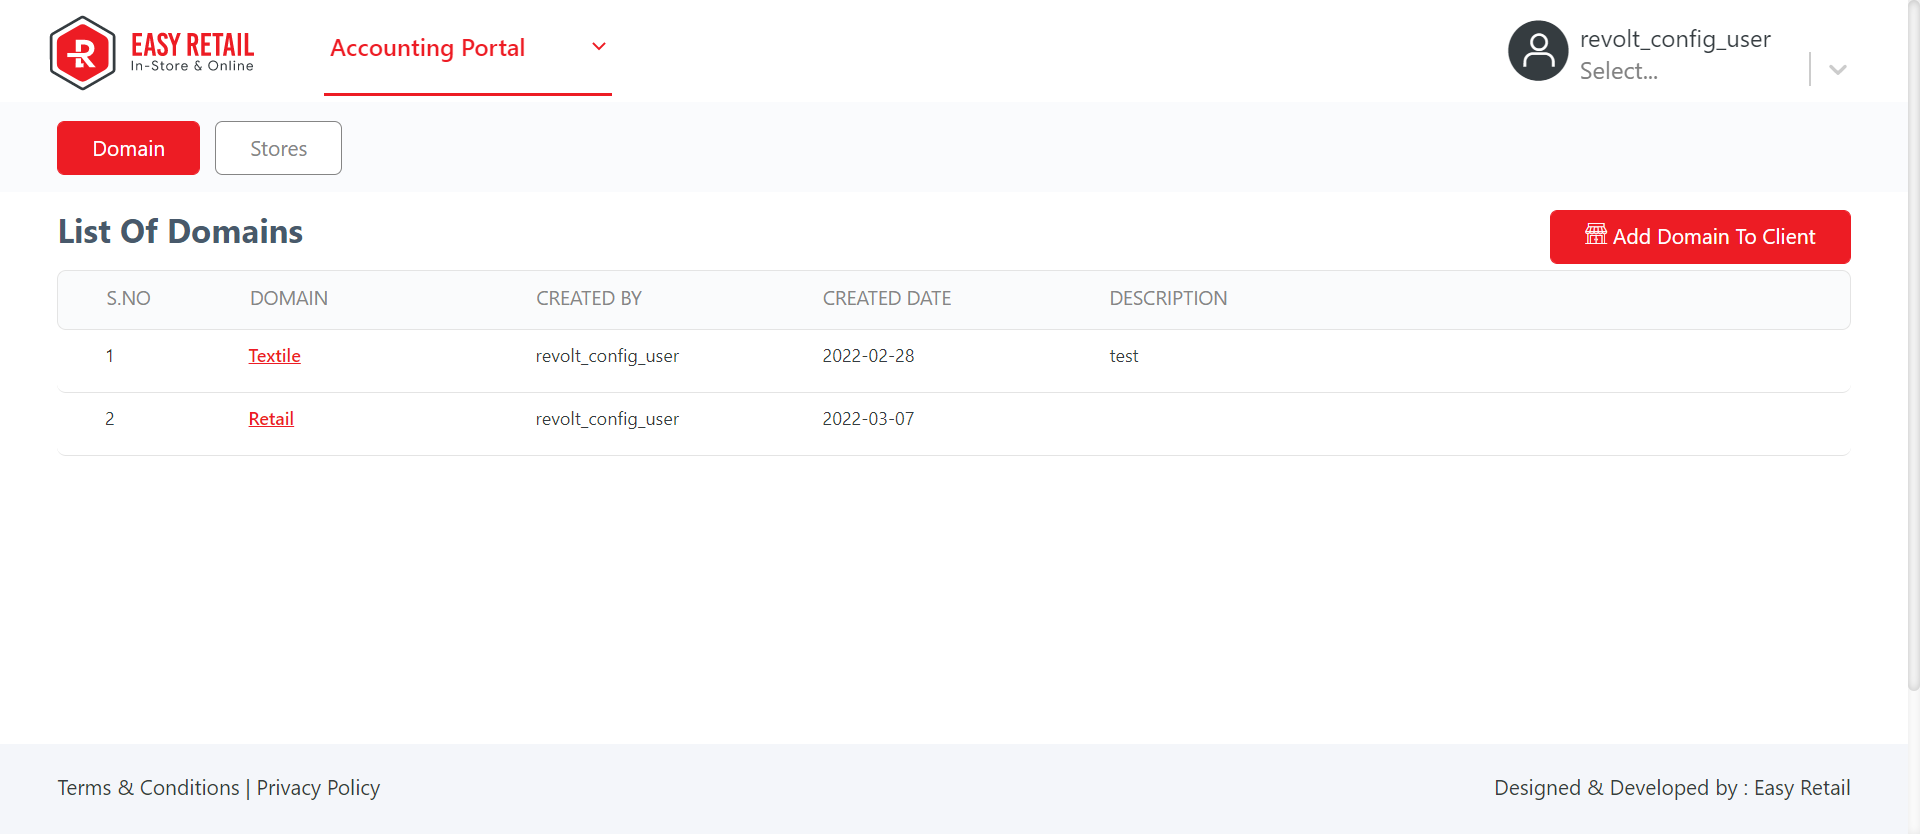 EASY RETAIL
In-Store & Online
Accounting Portal
revolt_config_user
Select...
Domain
Stores
List Of Domains
Add Domain To Client
S.NO DOMAIN CREATED BY CREATED DATE DESCRIPTION
1 Textile revolt_config_user 2022-02-28 test
2 Retail revolt_config_user 2022-03-07
Terms & Conditions | Privacy Policy
Designed & Developed by : Easy Retail